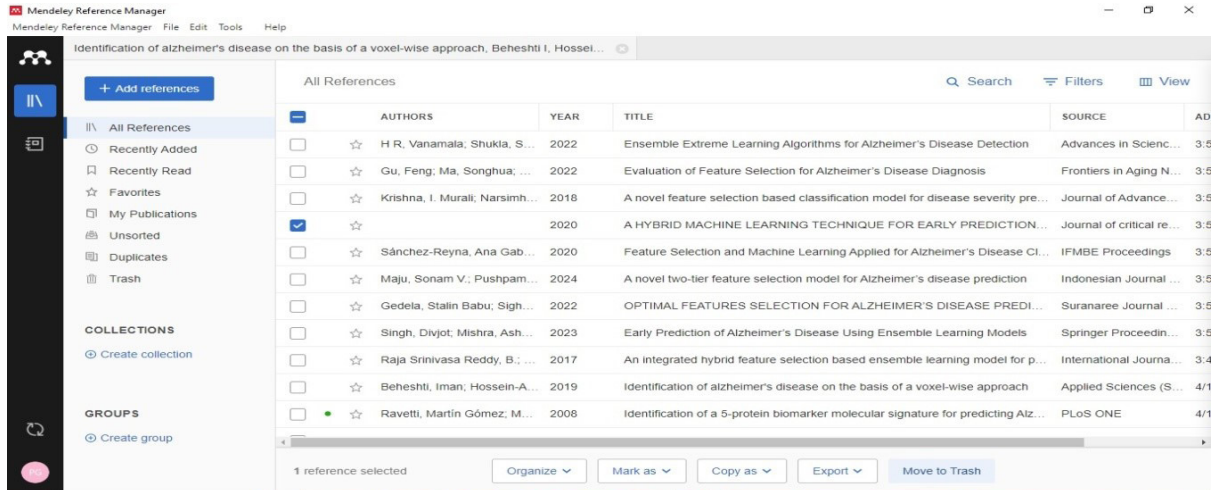 Mendeley Reference Manager
Mendeley Reference Manager File Edit Tools Help
Identification of alzheimer's disease on the basis of a voxel-wise approach, Beheshti I, Hossei...
+ Add references
All References
Recently Added
Recently Read
Favorites
My Publications
Unsorted
Duplicates
Trash
COLLECTIONS
Create collection
GROUPS
Create group
PG
All References Search Filters View
AUTHORS YEAR TITLE SOURCE AD
H R, Vanamala; Shukla, S... 2022 Ensemble Extreme Learning Algorithms for Alzheimer's Disease Detection Advances in Scienc... 3:5
Gu, Feng; Ma, Songhua; ... 2022 Evaluation of Feature Selection for Alzheimer's Disease Diagnosis Frontiers in Aging N... 3:5
Krishna, I. Murali; Narsimh... 2018 A novel feature selection based classification model for disease severity pre... Journal of Advance... 3:5
2020 A HYBRID MACHINE LEARNING TECHNIQUE FOR EARLY PREDICTION... Journal of critical re... 3:5
Sánchez-Reyna, Ana Gab... 2020 Feature Selection and Machine Learning Applied for Alzheimer's Disease Cl... IFMBE Proceedings 3:5
Maju, Sonam V.; Pushpam... 2024 A novel two-tier feature selection model for Alzheimer's disease prediction Indonesian Journal ... 3:5
Gedela, Stalin Babu; Sigh... 2022 OPTIMAL FEATURES SELECTION FOR ALZHEIMER'S DISEASE PREDI... Suranaree Journal ... 3:5
Singh, Divjot; Mishra, Ash... 2023 Early Prediction of Alzheimer's Disease Using Ensemble Learning Models Springer Proceedin... 3:5
Raja Srinivasa Reddy, B.; ... 2017 An integrated hybrid feature selection based ensemble learning model for p... International Journa... 3:4
Beheshti, Iman; Hossein-A... 2019 Identification of alzheimer's disease on the basis of a voxel-wise approach Applied Sciences (S... 4/1
Ravetti, Martín Gómez; M... 2008 Identification of a 5-protein biomarker molecular signature for predicting Alz... PLoS ONE 4/1
1 reference selected Organize Mark as Copy as Export Move to Trash